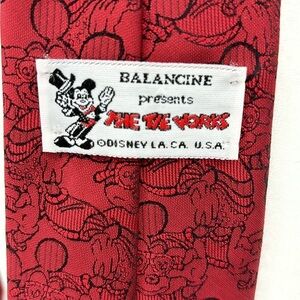 BALANCINE
presents
THE TIE WORKS
©DISNEY LA. CA. U.S.A.